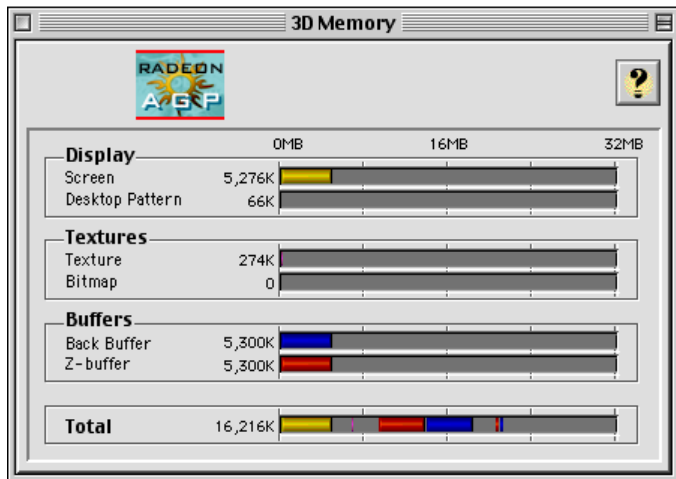 3D Memory
RADEON
AGP
?
0MB 16MB 32MB
Display
Screen 5,276K
Desktop Pattern 66K
Textures
Texture 274K
Bitmap 0
Buffers
Back Buffer 5,300K
Z-buffer 5,300K
Total 16,216K